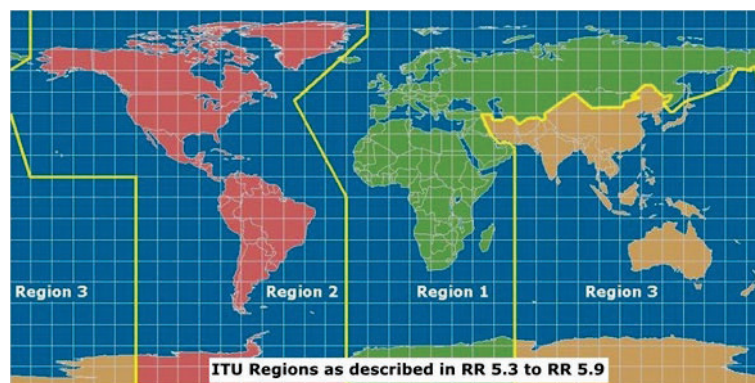 Region 3
Region 2
Region 1
Region 3
ITU Regions as described in RR 5.3 to RR 5.9